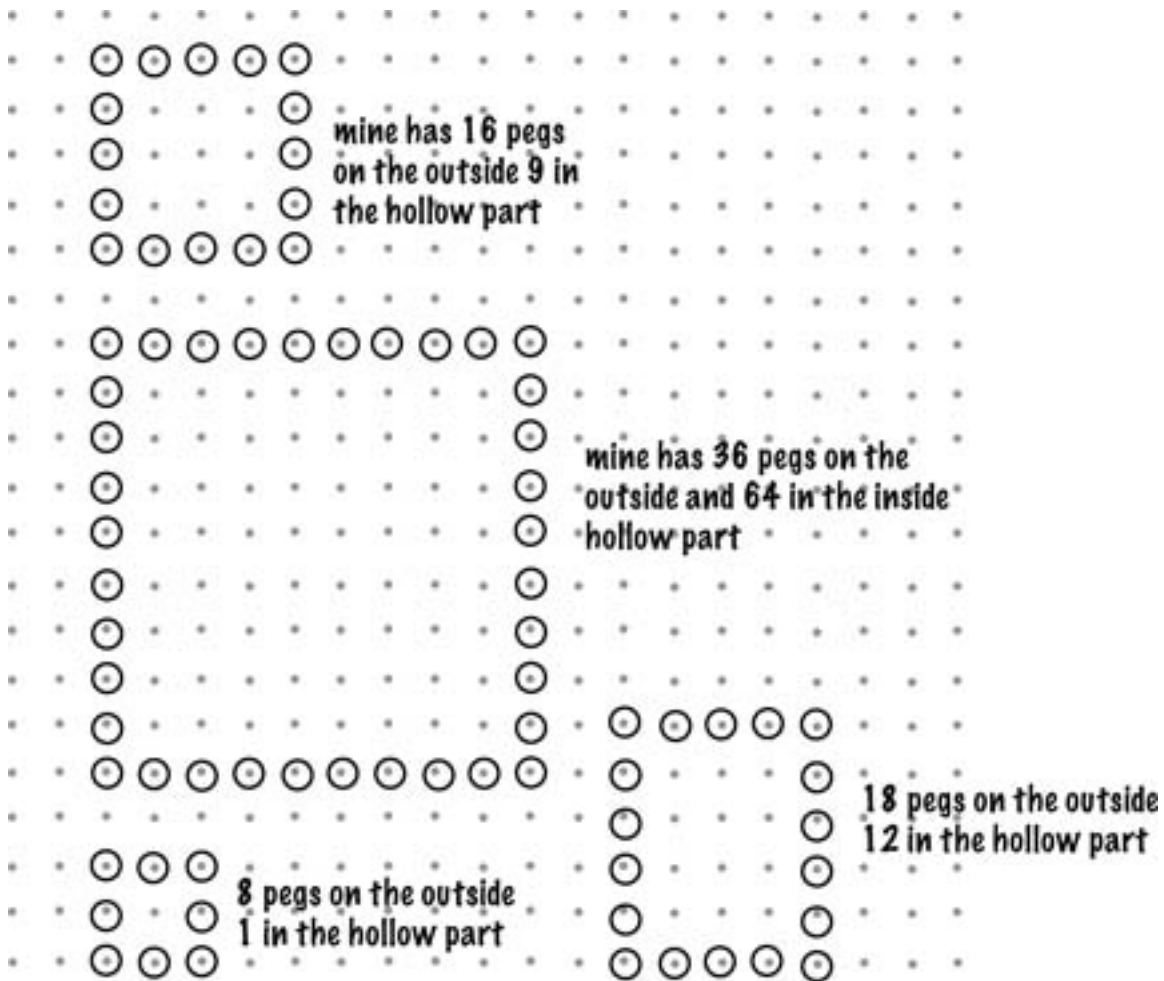 mine has 16 pegs
on the outside 9 in
the hollow part
mine has 36 pegs on the
outside and 64 in the inside
hollow part
18 pegs on the outside
12 in the hollow part
8 pegs on the outside
1 in the hollow part